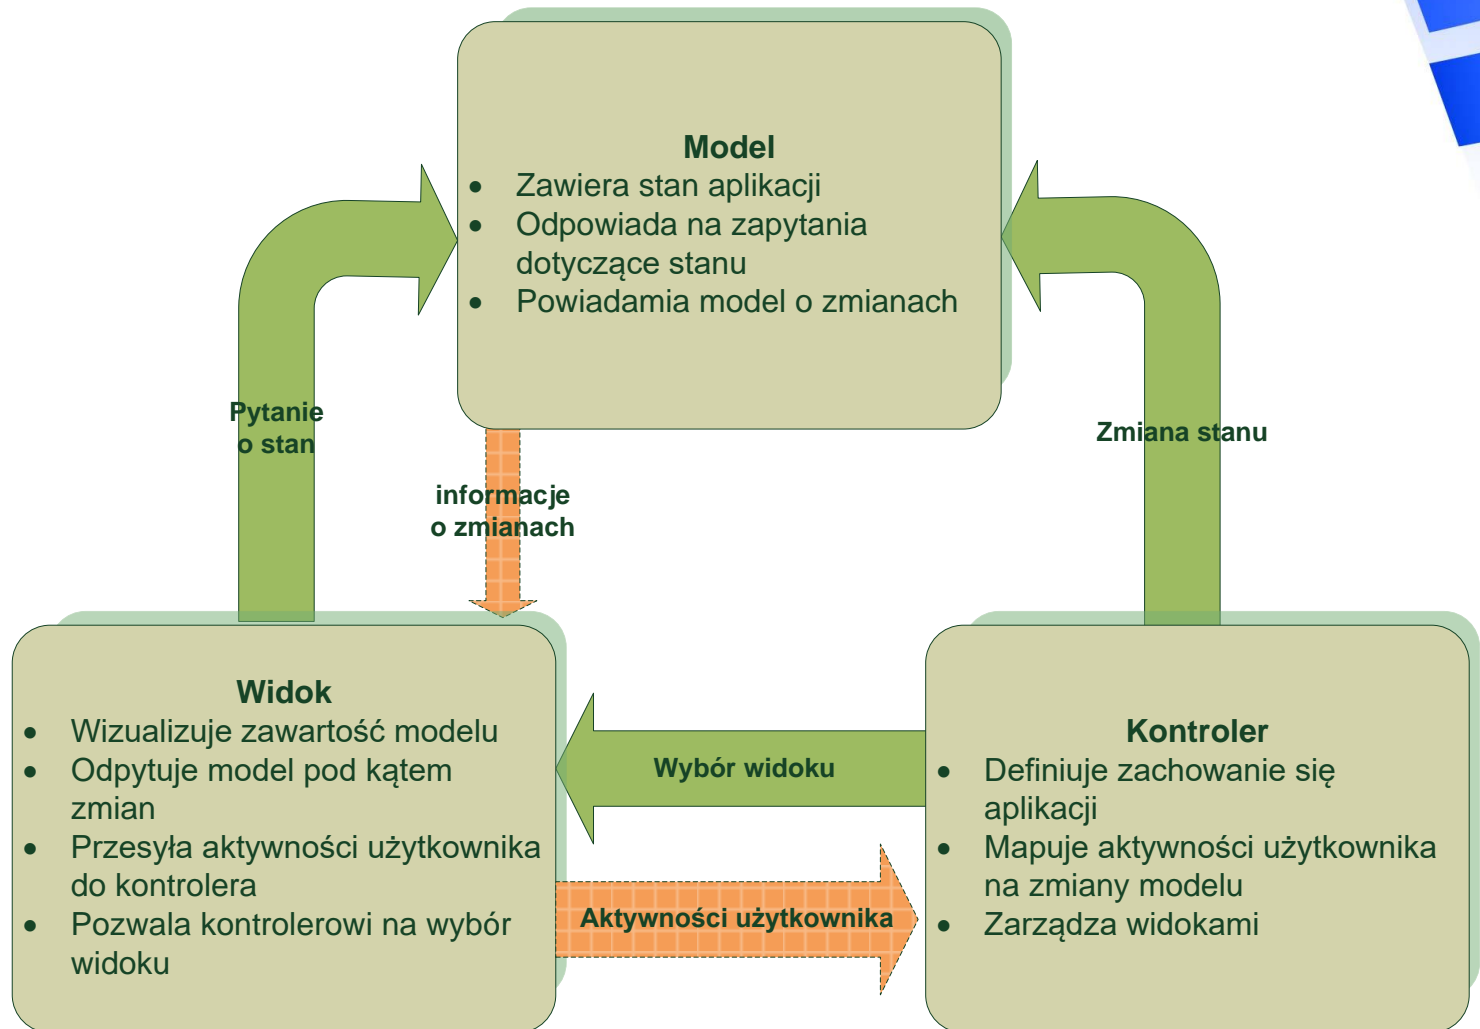 Model
• Zawiera stan aplikacji
• Odpowiada na zapytania
dotyczące stanu
• Powiadamia model o zmianach
Pytanie
o stan
Zmiana stanu
informacje
o zmianach
Widok
• Wizualizuje zawartość modelu
• Odpytuje model pod kątem
zmian
• Przesyła aktywności użytkownika
do kontrolera
• Pozwala kontrolerowi na wybór
widoku
Wybór widoku
Aktywności użytkownika
Kontroler
• Definiuje zachowanie się
aplikacji
• Mapuje aktywności użytkownika
na zmiany modelu
• Zarządza widokami